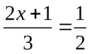 (2x+1)/3 = 1/2